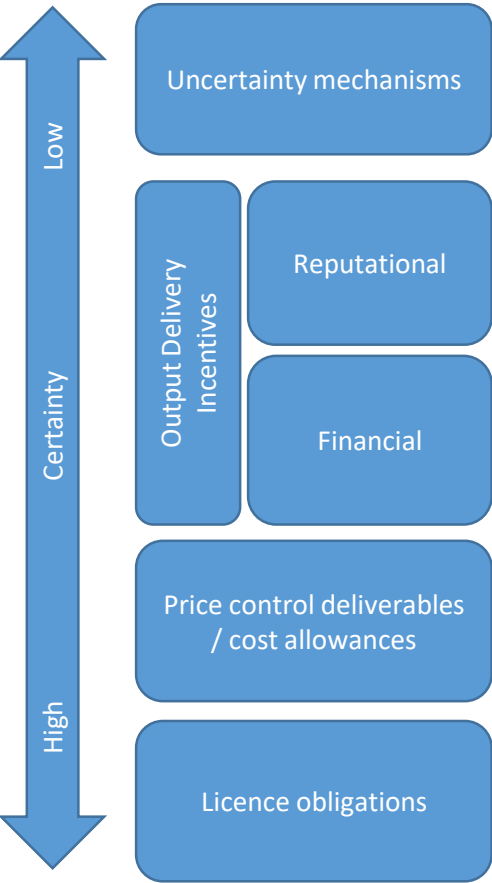 Low
Certainty
High
Uncertainty mechanisms
Output Delivery
Incentives
Reputational
Financial
Price control deliverables
/ cost allowances
Licence obligations